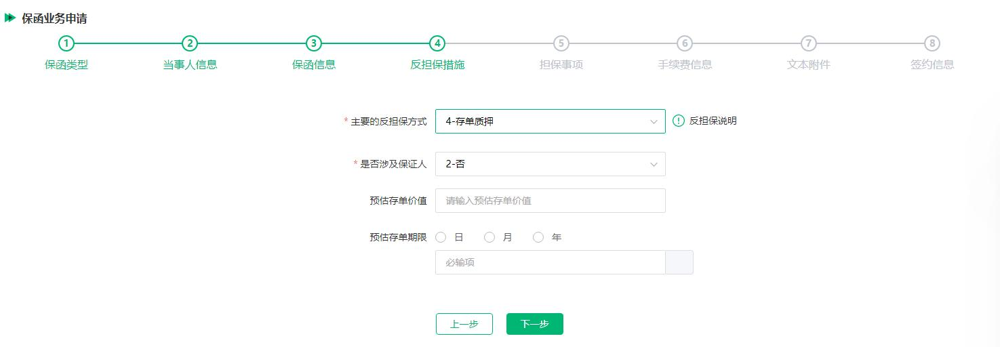 保函业务申请
1 2 3 4 5 6 7 8
保函类型 当事人信息 保函信息 反担保措施 担保事项 手续费信息 文本附件 签约信息
* 主要的反担保方式 4-存单质押 反担保说明
* 是否涉及保证人 2-否
预估存单价值 请输入预估存单价值
预估存单期限 日 月 年
必输项
上一步 下一步